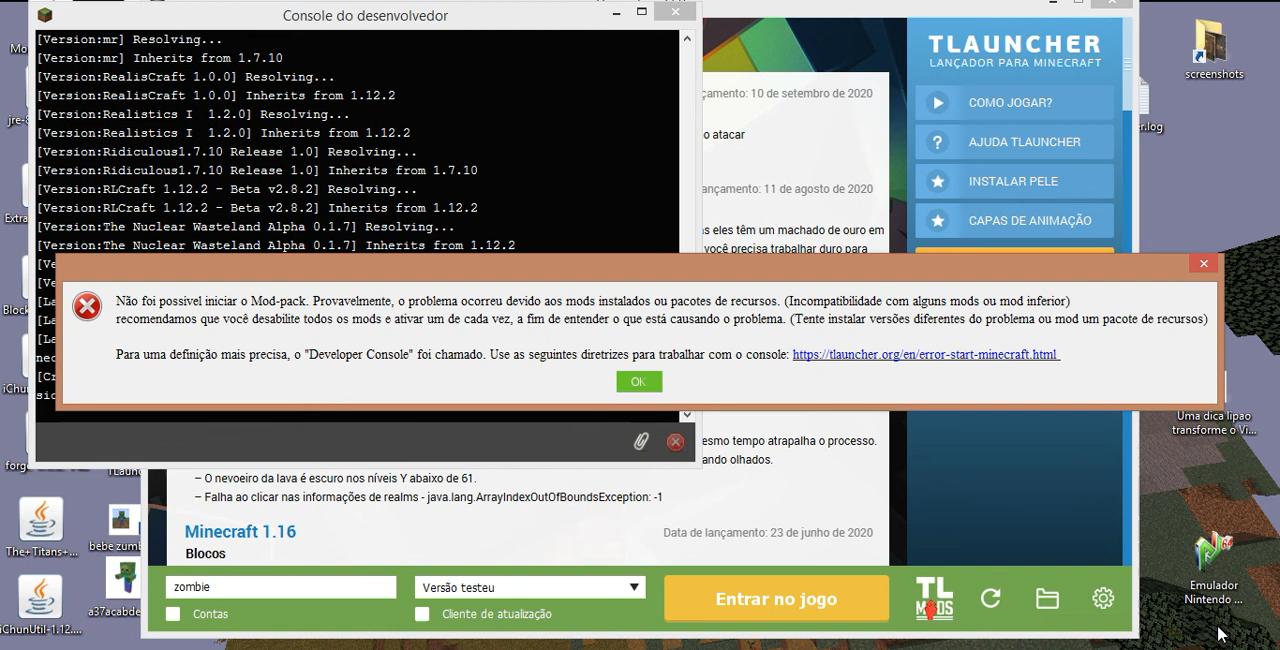 Console do desenvolvedor
[Version:mr] Resolving...
[Version:mr] Inherits from 1.7.10
[Version:RealisCraft 1.0.0] Resolving...
[Version:RealisCraft 1.0.0] Inherits from 1.12.2
[Version:Realistics I  1.2.0] Resolving...
[Version:Realistics I  1.2.0] Inherits from 1.12.2
[Version:Ridiculous1.7.10 Release 1.0] Resolving...
[Version:Ridiculous1.7.10 Release 1.0] Inherits from 1.7.10
[Version:RLCraft 1.12.2 - Beta v2.8.2] Resolving...
[Version:RLCraft 1.12.2 - Beta v2.8.2] Inherits from 1.12.2
[Version:The Nuclear Wasteland Alpha 0.1.7] Resolving...
[Version:The Nuclear Wasteland Alpha 0.1.7] Inherits from 1.12.2
çamento: 10 de setembro de 2020
o atacar
ançamento: 11 de agosto de 2020
s eles têm um machado de ouro em
você precisa trabalhar duro para
TLAUNCHER
LANÇADOR PARA MINECRAFT
COMO JOGAR?
AJUDA TLAUNCHER
INSTALAR PELE
CAPAS DE ANIMAÇÃO
screenshots
er.log
Não foi possivel iniciar o Mod-pack. Provavelmente, o problema ocorreu devido aos mods instalados ou pacotes de recursos. (Incompatibilidade com alguns mods ou mod inferior)
recomendamos que você desabilite todos os mods e ativar um de cada vez, a fim de entender o que está causando o problema. (Tente instalar versões diferentes do problema ou mod um pacote de recursos)
Para uma definição mais precisa, o "Developer Console" foi chamado. Use as seguintes diretrizes para trabalhar com o console: https://tlauncher.org/en/error-start-minecraft.html
OK
esmo tempo atrapalha o processo.
ando olhados.
– O nevoeiro da lava é escuro nos níveis Y abaixo de 61.
– Falha ao clicar nas informações de realms - java.lang.ArrayIndexOutOfBoundsException: -1
Minecraft 1.16
Data de lançamento: 23 de junho de 2020
Blocos
zombie
Versão testeu
Entrar no jogo
TL
MODS
Contas
Cliente de atualização
Mo
jre-8
Extra
Block
iChun
forg
The+Titans+...
bebe zumb
a37acabde
iChunUtil-1.12....
Uma dica lipao
transforme o Vi...
64
Emulador
Nintendo ...